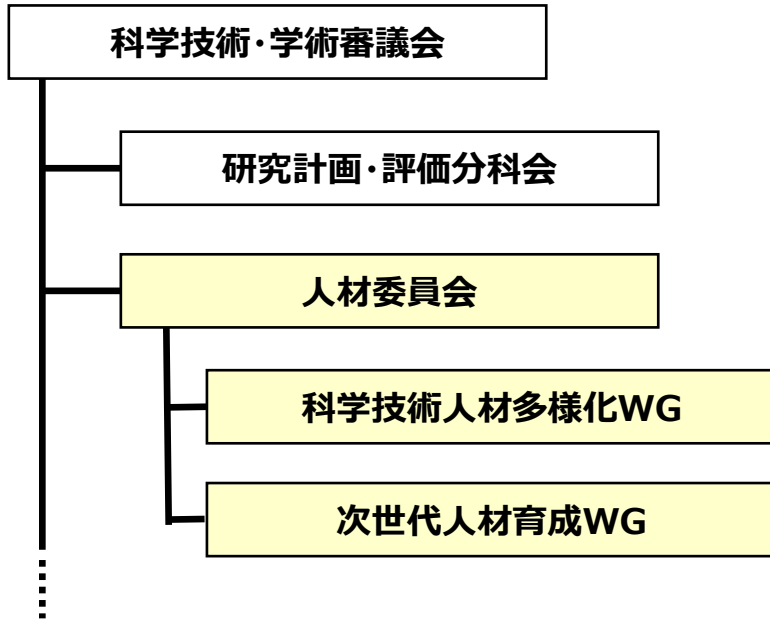 科学技術・学術審議会
研究計画・評価分科会
人材委員会
科学技術人材多様化WG
次世代人材育成WG